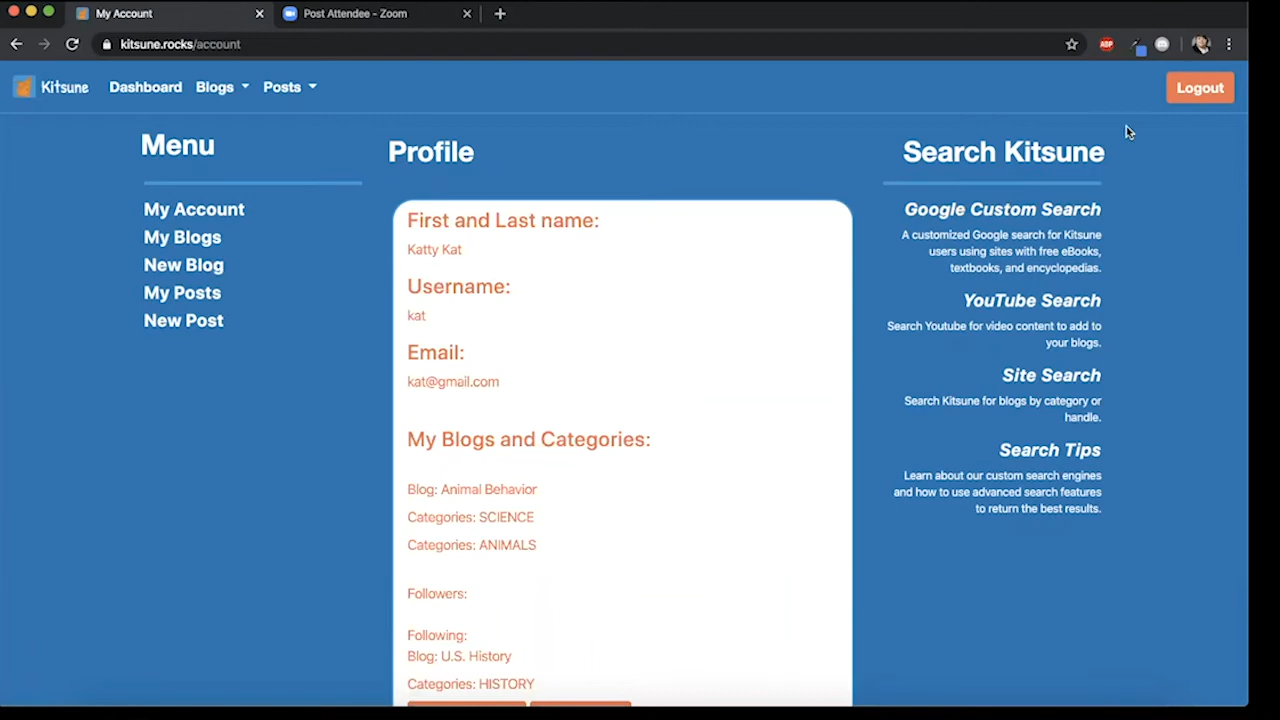 My Account
Post Attendee - Zoom
kitsune.rocks/account
ABP
Kitsune
Dashboard
Blogs
Posts
Logout
Menu
My Account
My Blogs
New Blog
My Posts
New Post
Profile
First and Last name:
Katty Kat
Username:
kat
Email:
kat@gmail.com
My Blogs and Categories:
Blog: Animal Behavior
Categories: SCIENCE
Categories: ANIMALS
Followers:
Following:
Blog: U.S. History
Categories: HISTORY
Search Kitsune
Google Custom Search
A customized Google search for Kitsune
users using sites with free eBooks,
textbooks, and encyclopedias.
YouTube Search
Search Youtube for video content to add to
your blogs.
Site Search
Search Kitsune for blogs by category or
handle.
Search Tips
Learn about our custom search engines
and how to use advanced search features
to return the best results.